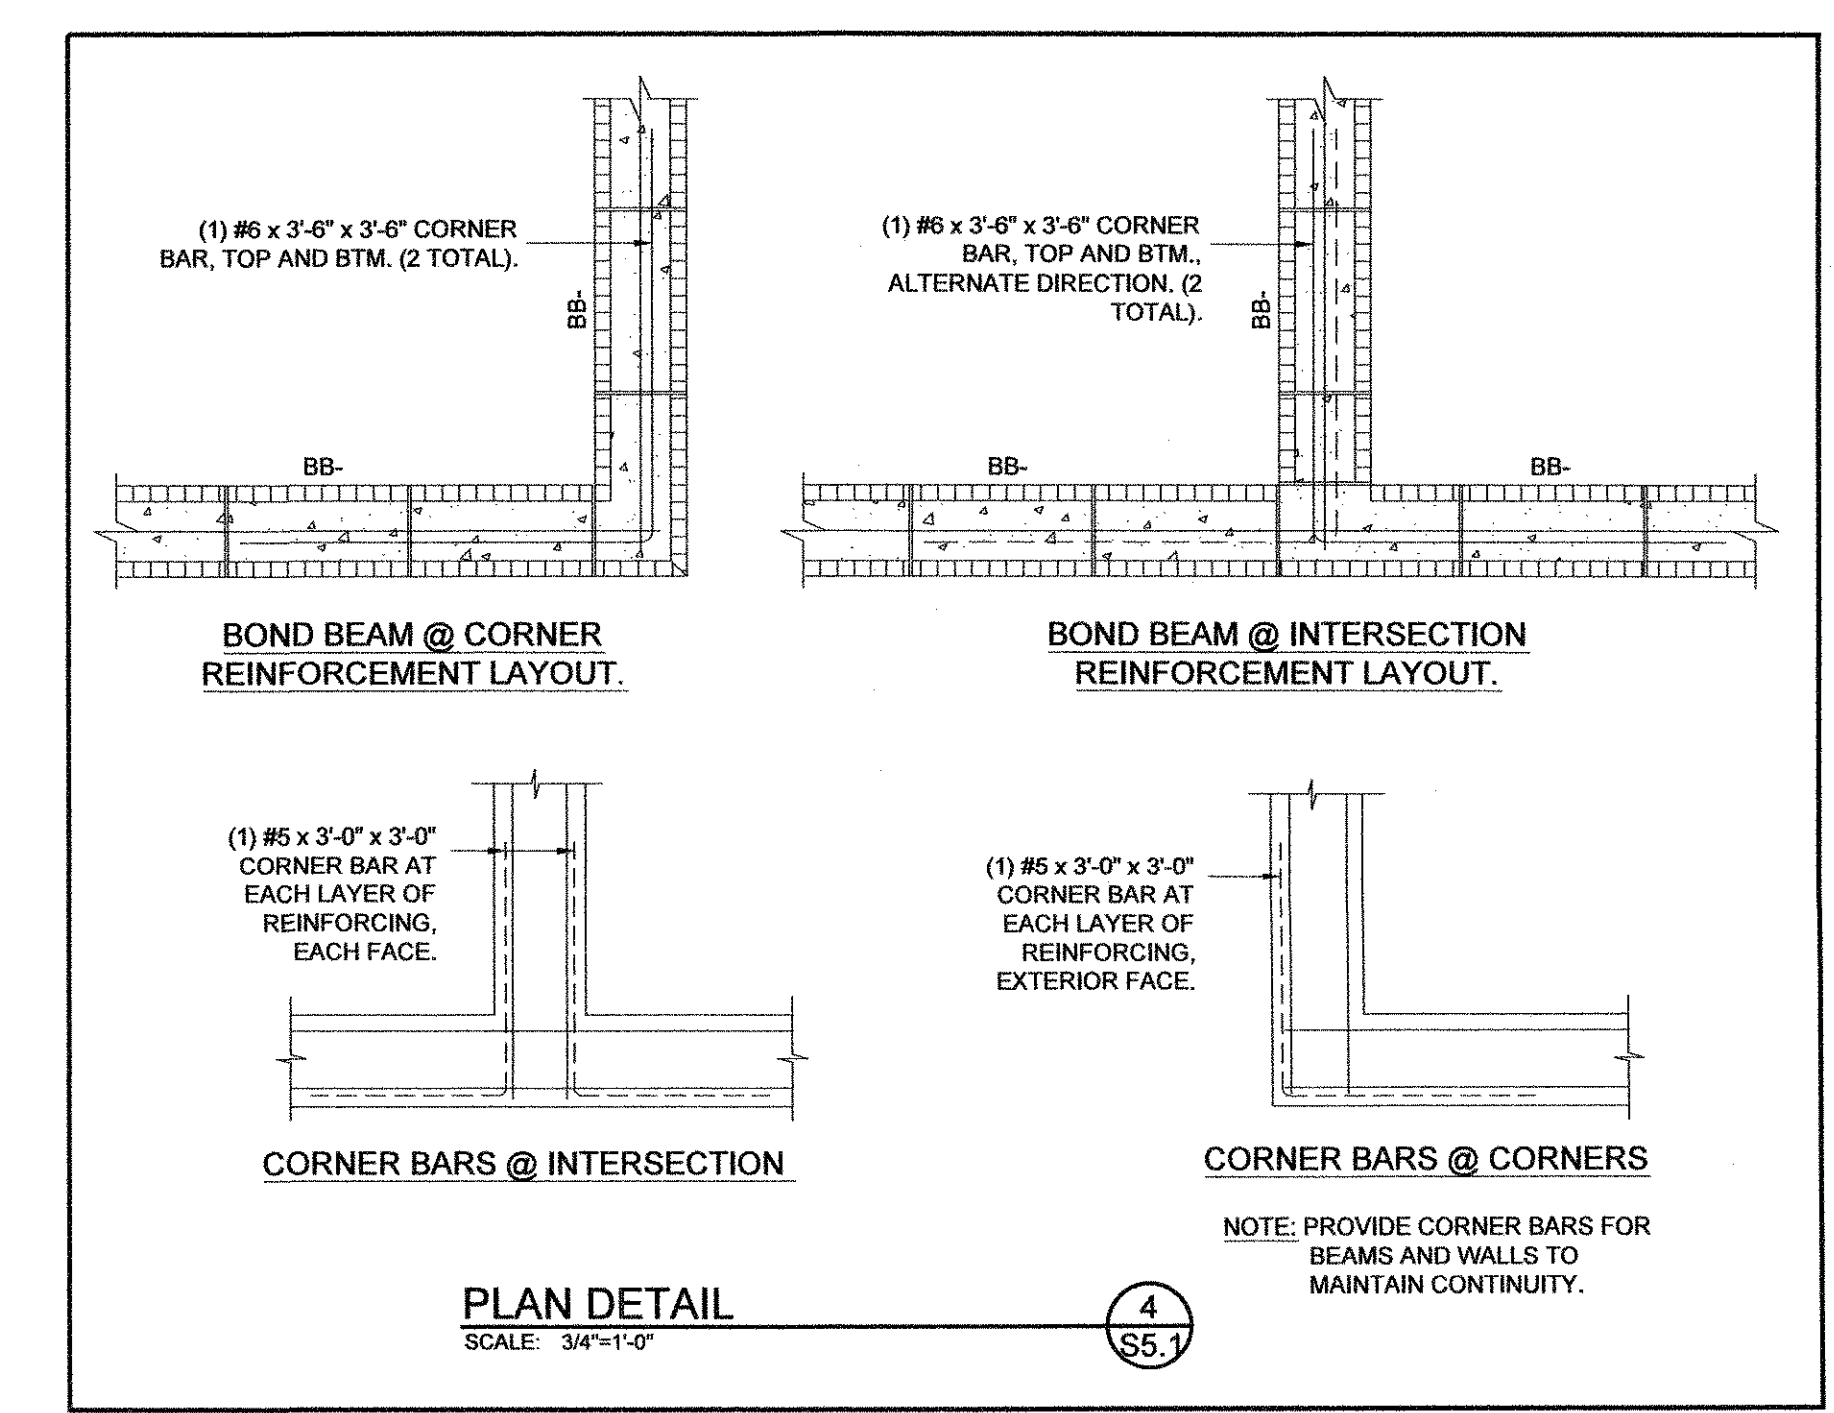 (1) #6 x 3'-6" x 3'-6" CORNER
BAR, TOP AND BTM. (2 TOTAL).
BB-
BB-
BOND BEAM @ CORNER
REINFORCEMENT LAYOUT.
(1) #6 x 3'-6" x 3'-6" CORNER
BAR, TOP AND BTM.,
ALTERNATE DIRECTION. (2
TOTAL).
BB-
BB-
BB-
BOND BEAM @ INTERSECTION
REINFORCEMENT LAYOUT.
(1) #5 x 3'-0" x 3'-0"
CORNER BAR AT
EACH LAYER OF
REINFORCING,
EACH FACE.
CORNER BARS @ INTERSECTION
(1) #5 x 3'-0" x 3'-0"
CORNER BAR AT
EACH LAYER OF
REINFORCING,
EXTERIOR FACE.
CORNER BARS @ CORNERS
NOTE: PROVIDE CORNER BARS FOR
BEAMS AND WALLS TO
MAINTAIN CONTINUITY.
PLAN DETAIL
SCALE: 3/4"=1'-0"
4
S5.1